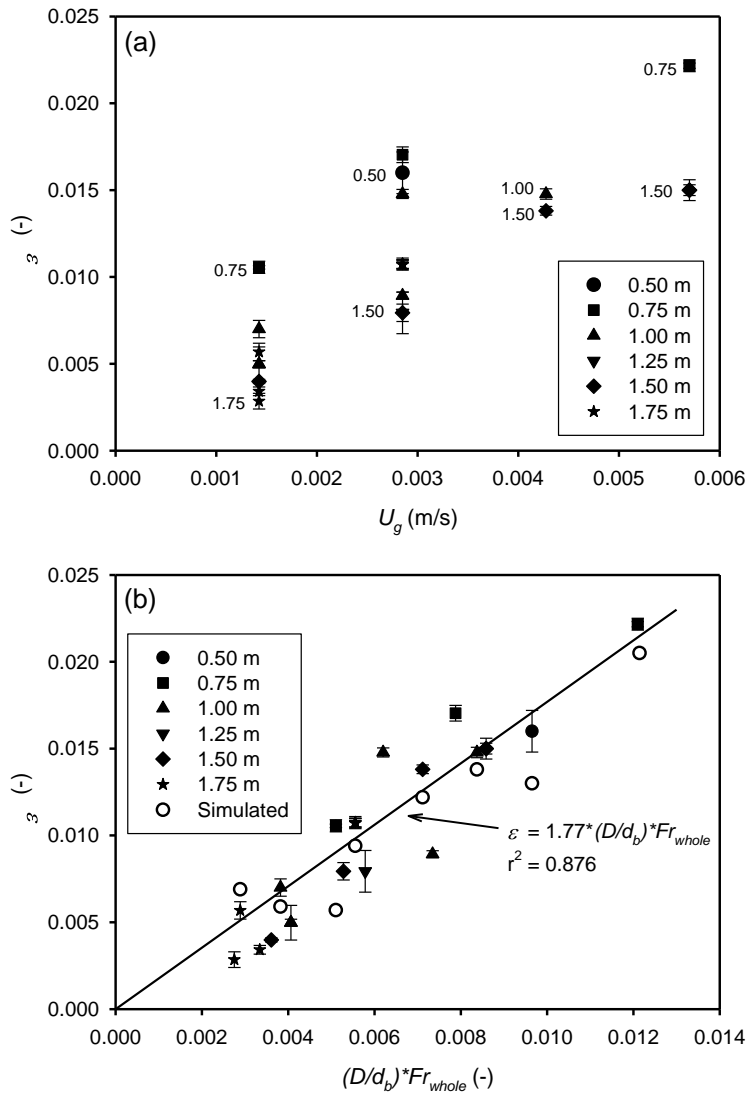 (a)
0.025
0.020
0.015
0.010
0.005
0.000
ε (-)
0.75
0.50
1.00
1.50
1.50
0.75
1.50
1.75
0.50 m
0.75 m
1.00 m
1.25 m
1.50 m
1.75 m
0.000 0.001 0.002 0.003 0.004 0.005 0.006
U_g (m/s)
(b)
0.025
0.020
0.015
0.010
0.005
0.000
ε (-)
0.50 m
0.75 m
1.00 m
1.25 m
1.50 m
1.75 m
Simulated
ε = 1.77*(D/d_b)*Fr_whole
r² = 0.876
0.000 0.002 0.004 0.006 0.008 0.010 0.012 0.014
(D/d_b)*Fr_whole (-)